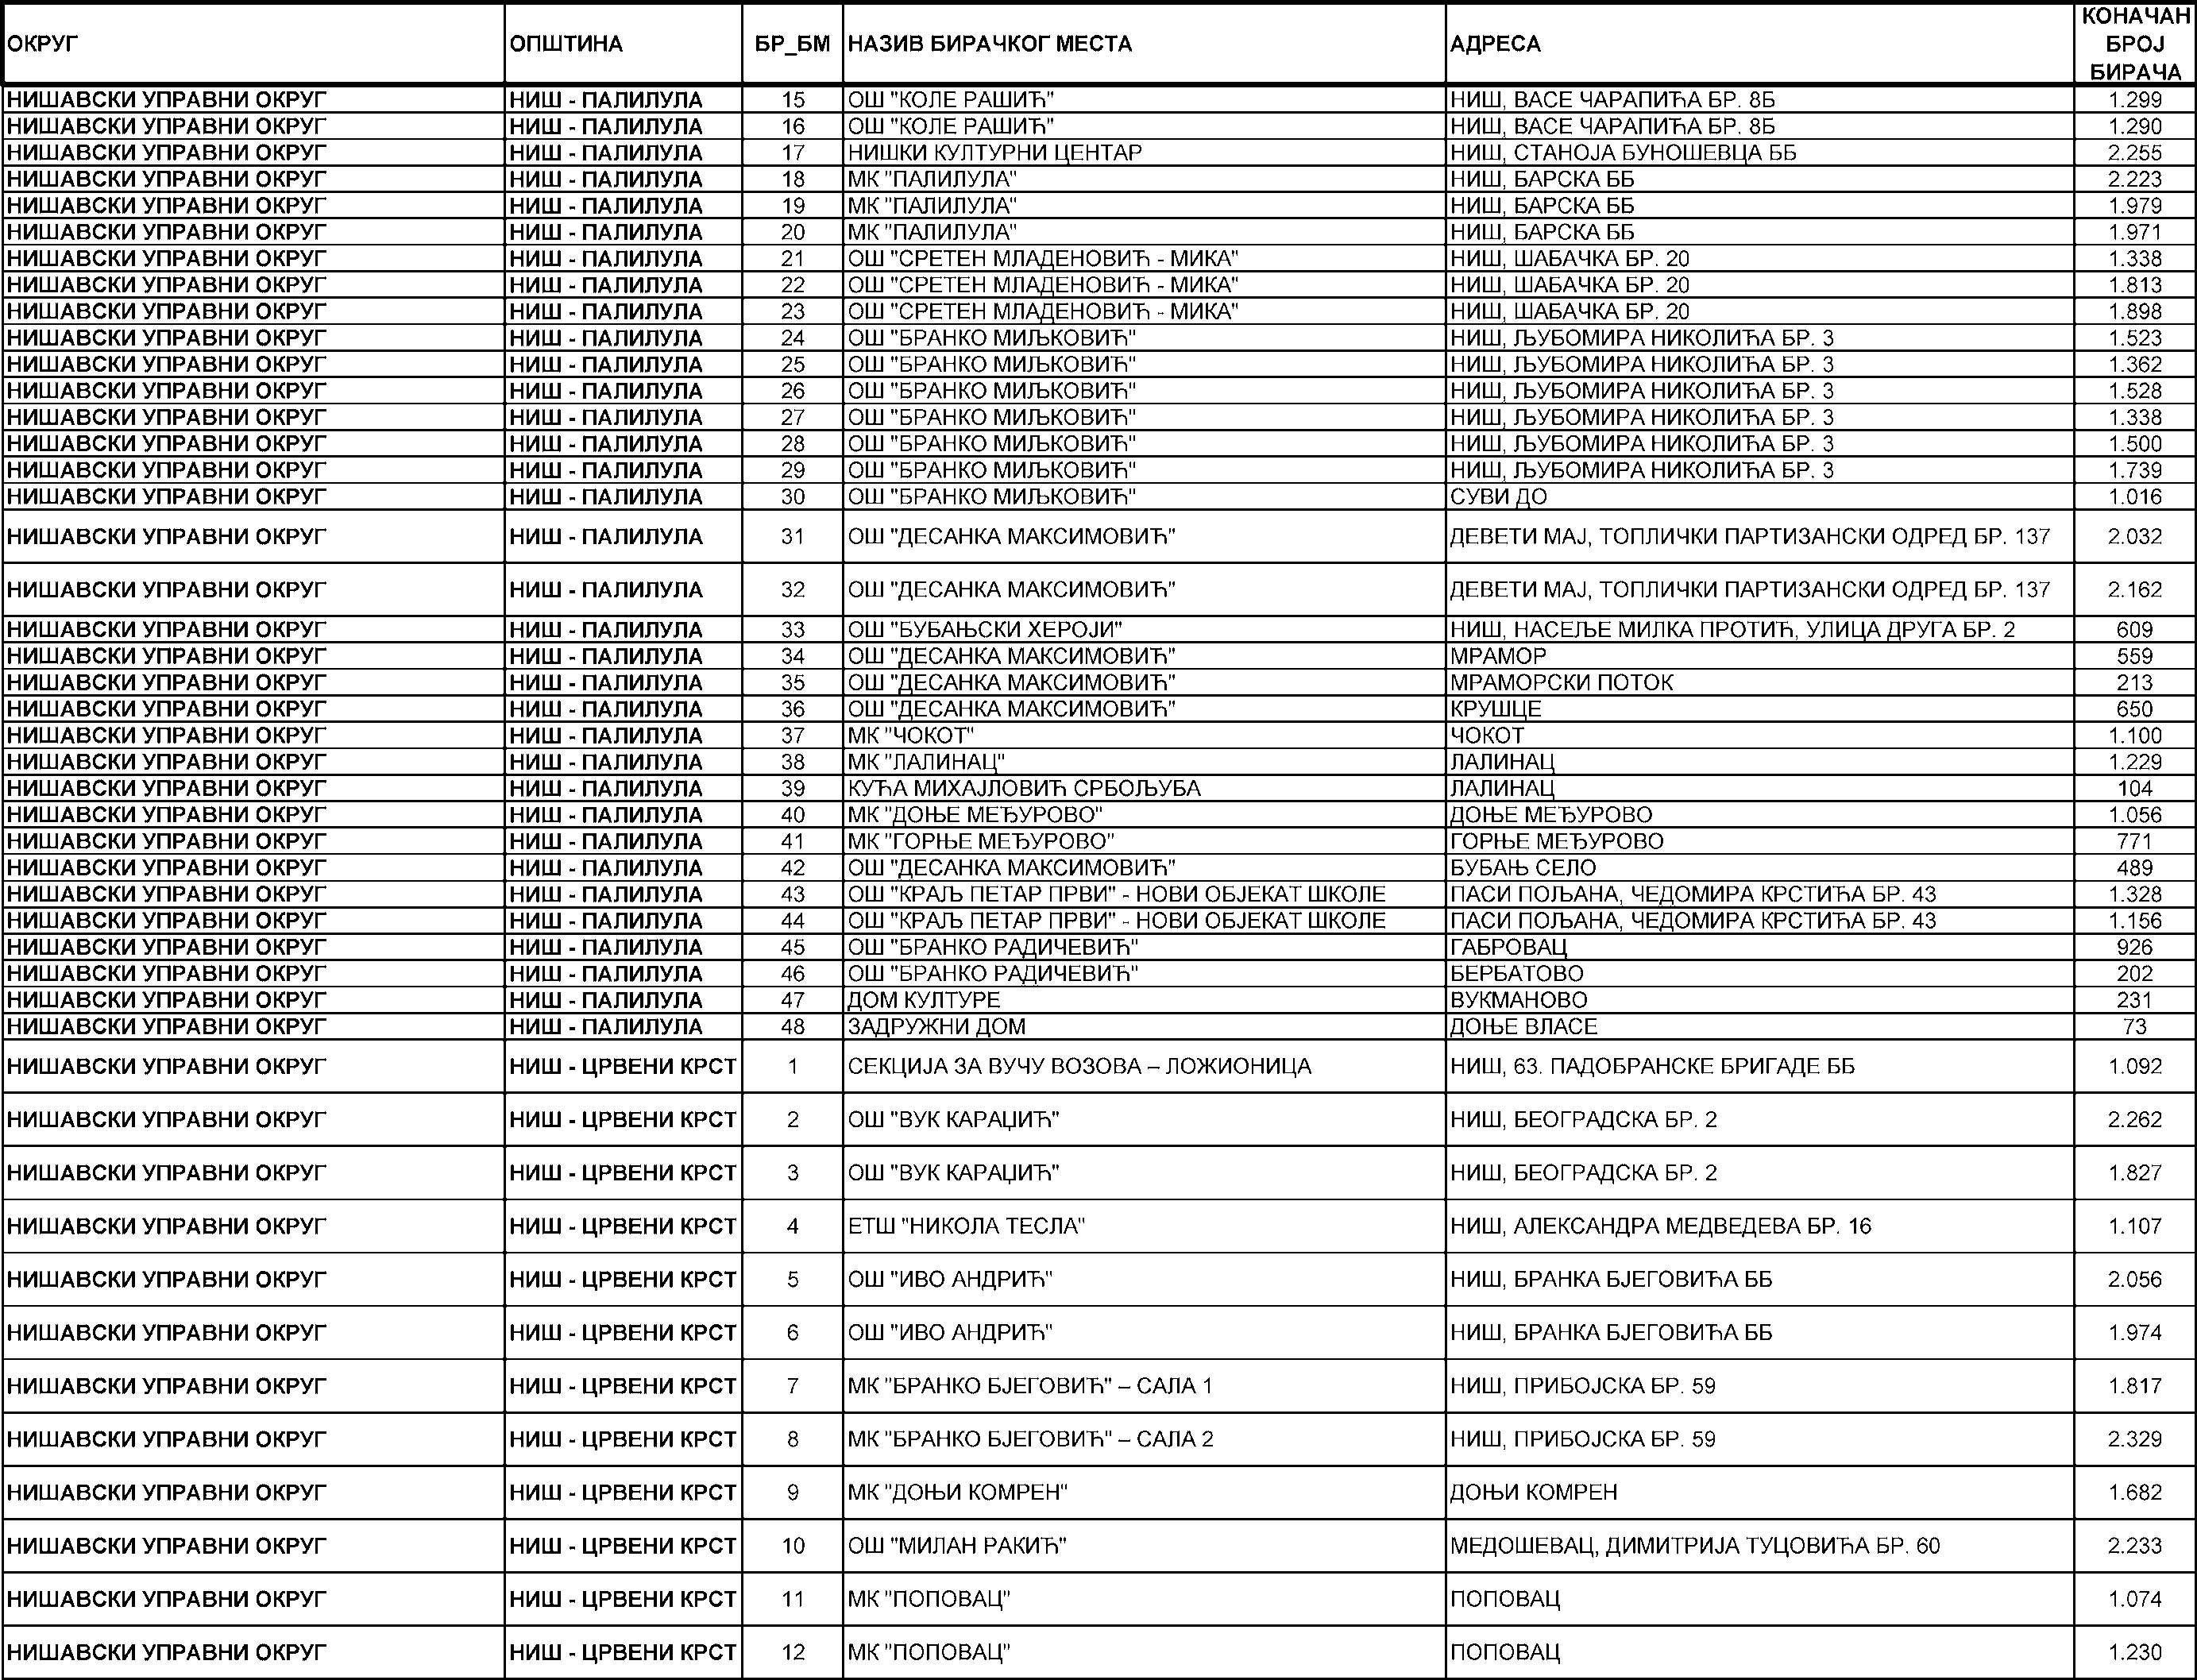 ОКРУГ ОПШТИНА БР_БМ НАЗИВ БИРАЧКОГ МЕСТА АДРЕСА КОНАЧАН БРОЈ БИРАЧА
НИШАВСКИ УПРАВНИ ОКРУГ НИШ - ПАЛИЛУЛА 15 ОШ "КОЛЕ РАШИЋ" НИШ, ВАСЕ ЧАРАПИЋА БР. 8Б 1.299
НИШАВСКИ УПРАВНИ ОКРУГ НИШ - ПАЛИЛУЛА 16 ОШ "КОЛЕ РАШИЋ" НИШ, ВАСЕ ЧАРАПИЋА БР. 8Б 1.290
НИШАВСКИ УПРАВНИ ОКРУГ НИШ - ПАЛИЛУЛА 17 НИШКИ КУЛТУРНИ ЦЕНТАР НИШ, СТАНОЈА БУНОШЕВЦА ББ 2.255
НИШАВСКИ УПРАВНИ ОКРУГ НИШ - ПАЛИЛУЛА 18 МК "ПАЛИЛУЛА" НИШ, БАРСКА ББ 2.223
НИШАВСКИ УПРАВНИ ОКРУГ НИШ - ПАЛИЛУЛА 19 МК "ПАЛИЛУЛА" НИШ, БАРСКА ББ 1.979
НИШАВСКИ УПРАВНИ ОКРУГ НИШ - ПАЛИЛУЛА 20 МК "ПАЛИЛУЛА" НИШ, БАРСКА ББ 1.971
НИШАВСКИ УПРАВНИ ОКРУГ НИШ - ПАЛИЛУЛА 21 ОШ "СРЕТЕН МЛАДЕНОВИЋ - МИКА" НИШ, ШАБАЧКА БР. 20 1.338
НИШАВСКИ УПРАВНИ ОКРУГ НИШ - ПАЛИЛУЛА 22 ОШ "СРЕТЕН МЛАДЕНОВИЋ - МИКА" НИШ, ШАБАЧКА БР. 20 1.813
НИШАВСКИ УПРАВНИ ОКРУГ НИШ - ПАЛИЛУЛА 23 ОШ "СРЕТЕН МЛАДЕНОВИЋ - МИКА" НИШ, ШАБАЧКА БР. 20 1.898
НИШАВСКИ УПРАВНИ ОКРУГ НИШ - ПАЛИЛУЛА 24 ОШ "БРАНКО МИЉКОВИЋ" НИШ, ЉУБОМИРА НИКОЛИЋА БР. 3 1.523
НИШАВСКИ УПРАВНИ ОКРУГ НИШ - ПАЛИЛУЛА 25 ОШ "БРАНКО МИЉКОВИЋ" НИШ, ЉУБОМИРА НИКОЛИЋА БР. 3 1.362
НИШАВСКИ УПРАВНИ ОКРУГ НИШ - ПАЛИЛУЛА 26 ОШ "БРАНКО МИЉКОВИЋ" НИШ, ЉУБОМИРА НИКОЛИЋА БР. 3 1.528
НИШАВСКИ УПРАВНИ ОКРУГ НИШ - ПАЛИЛУЛА 27 ОШ "БРАНКО МИЉКОВИЋ" НИШ, ЉУБОМИРА НИКОЛИЋА БР. 3 1.338
НИШАВСКИ УПРАВНИ ОКРУГ НИШ - ПАЛИЛУЛА 28 ОШ "БРАНКО МИЉКОВИЋ" НИШ, ЉУБОМИРА НИКОЛИЋА БР. 3 1.500
НИШАВСКИ УПРАВНИ ОКРУГ НИШ - ПАЛИЛУЛА 29 ОШ "БРАНКО МИЉКОВИЋ" НИШ, ЉУБОМИРА НИКОЛИЋА БР. 3 1.739
НИШАВСКИ УПРАВНИ ОКРУГ НИШ - ПАЛИЛУЛА 30 ОШ "БРАНКО МИЉКОВИЋ" СУВИ ДО 1.016
НИШАВСКИ УПРАВНИ ОКРУГ НИШ - ПАЛИЛУЛА 31 ОШ "ДЕСАНКА МАКСИМОВИЋ" ДЕВЕТИ МАЈ, ТОПЛИЧКИ ПАРТИЗАНСКИ ОДРЕД БР. 137 2.032
НИШАВСКИ УПРАВНИ ОКРУГ НИШ - ПАЛИЛУЛА 32 ОШ "ДЕСАНКА МАКСИМОВИЋ" ДЕВЕТИ МАЈ, ТОПЛИЧКИ ПАРТИЗАНСКИ ОДРЕД БР. 137 2.162
НИШАВСКИ УПРАВНИ ОКРУГ НИШ - ПАЛИЛУЛА 33 ОШ "БУБАЊСКИ ХЕРОЈИ" НИШ, НАСЕЉЕ МИЛКА ПРОТИЋ, УЛИЦА ДРУГА БР. 2 609
НИШАВСКИ УПРАВНИ ОКРУГ НИШ - ПАЛИЛУЛА 34 ОШ "ДЕСАНКА МАКСИМОВИЋ" МРАМОР 559
НИШАВСКИ УПРАВНИ ОКРУГ НИШ - ПАЛИЛУЛА 35 ОШ "ДЕСАНКА МАКСИМОВИЋ" МРАМОРСКИ ПОТОК 213
НИШАВСКИ УПРАВНИ ОКРУГ НИШ - ПАЛИЛУЛА 36 ОШ "ДЕСАНКА МАКСИМОВИЋ" КРУШЦЕ 650
НИШАВСКИ УПРАВНИ ОКРУГ НИШ - ПАЛИЛУЛА 37 МК "ЧОКОТ" ЧОКОТ 1.100
НИШАВСКИ УПРАВНИ ОКРУГ НИШ - ПАЛИЛУЛА 38 МК "ЛАЛИНАЦ" ЛАЛИНАЦ 1.229
НИШАВСКИ УПРАВНИ ОКРУГ НИШ - ПАЛИЛУЛА 39 КУЋА МИХАЈЛОВИЋ СРБОЉУБА ЛАЛИНАЦ 104
НИШАВСКИ УПРАВНИ ОКРУГ НИШ - ПАЛИЛУЛА 40 МК "ДОЊЕ МЕЂУРОВО" ДОЊЕ МЕЂУРОВО 1.056
НИШАВСКИ УПРАВНИ ОКРУГ НИШ - ПАЛИЛУЛА 41 МК "ГОРЊЕ МЕЂУРОВО" ГОРЊЕ МЕЂУРОВО 771
НИШАВСКИ УПРАВНИ ОКРУГ НИШ - ПАЛИЛУЛА 42 ОШ "ДЕСАНКА МАКСИМОВИЋ" БУБАЊ СЕЛО 489
НИШАВСКИ УПРАВНИ ОКРУГ НИШ - ПАЛИЛУЛА 43 ОШ "КРАЉ ПЕТАР ПРВИ" - НОВИ ОБЈЕКАТ ШКОЛЕ ПАСИ ПОЉАНА, ЧЕДОМИРА КРСТИЋА БР. 43 1.328
НИШАВСКИ УПРАВНИ ОКРУГ НИШ - ПАЛИЛУЛА 44 ОШ "КРАЉ ПЕТАР ПРВИ" - НОВИ ОБЈЕКАТ ШКОЛЕ ПАСИ ПОЉАНА, ЧЕДОМИРА КРСТИЋА БР. 43 1.156
НИШАВСКИ УПРАВНИ ОКРУГ НИШ - ПАЛИЛУЛА 45 ОШ "БРАНКО РАДИЧЕВИЋ" ГАБРОВАЦ 926
НИШАВСКИ УПРАВНИ ОКРУГ НИШ - ПАЛИЛУЛА 46 ОШ "БРАНКО РАДИЧЕВИЋ" БЕРБАТОВО 202
НИШАВСКИ УПРАВНИ ОКРУГ НИШ - ПАЛИЛУЛА 47 ДОМ КУЛТУРЕ ВУКМАНОВО 231
НИШАВСКИ УПРАВНИ ОКРУГ НИШ - ПАЛИЛУЛА 48 ЗАДРУЖНИ ДОМ ДОЊЕ ВЛАСЕ 73
НИШАВСКИ УПРАВНИ ОКРУГ НИШ - ЦРВЕНИ КРСТ 1 СЕКЦИЈА ЗА ВУЧУ ВОЗОВА – ЛОЖИОНИЦА НИШ, 63. ПАДОБРАНСКЕ БРИГАДЕ ББ 1.092
НИШАВСКИ УПРАВНИ ОКРУГ НИШ - ЦРВЕНИ КРСТ 2 ОШ "ВУК КАРАЏИЋ" НИШ, БЕОГРАДСКА БР. 2 2.262
НИШАВСКИ УПРАВНИ ОКРУГ НИШ - ЦРВЕНИ КРСТ 3 ОШ "ВУК КАРАЏИЋ" НИШ, БЕОГРАДСКА БР. 2 1.827
НИШАВСКИ УПРАВНИ ОКРУГ НИШ - ЦРВЕНИ КРСТ 4 ЕТШ "НИКОЛА ТЕСЛА" НИШ, АЛЕКСАНДРА МЕДВЕДЕВА БР. 16 1.107
НИШАВСКИ УПРАВНИ ОКРУГ НИШ - ЦРВЕНИ КРСТ 5 ОШ "ИВО АНДРИЋ" НИШ, БРАНКА БЈЕГОВИЋА ББ 2.056
НИШАВСКИ УПРАВНИ ОКРУГ НИШ - ЦРВЕНИ КРСТ 6 ОШ "ИВО АНДРИЋ" НИШ, БРАНКА БЈЕГОВИЋА ББ 1.974
НИШАВСКИ УПРАВНИ ОКРУГ НИШ - ЦРВЕНИ КРСТ 7 МК "БРАНКО БЈЕГОВИЋ" – САЛА 1 НИШ, ПРИБОЈСКА БР. 59 1.817
НИШАВСКИ УПРАВНИ ОКРУГ НИШ - ЦРВЕНИ КРСТ 8 МК "БРАНКО БЈЕГОВИЋ" – САЛА 2 НИШ, ПРИБОЈСКА БР. 59 2.329
НИШАВСКИ УПРАВНИ ОКРУГ НИШ - ЦРВЕНИ КРСТ 9 МК "ДОЊИ КОМРЕН" ДОЊИ КОМРЕН 1.682
НИШАВСКИ УПРАВНИ ОКРУГ НИШ - ЦРВЕНИ КРСТ 10 ОШ "МИЛАН РАКИЋ" МЕДОШЕВАЦ, ДИМИТРИЈА ТУЦОВИЋА БР. 60 2.233
НИШАВСКИ УПРАВНИ ОКРУГ НИШ - ЦРВЕНИ КРСТ 11 МК "ПОПОВАЦ" ПОПОВАЦ 1.074
НИШАВСКИ УПРАВНИ ОКРУГ НИШ - ЦРВЕНИ КРСТ 12 МК "ПОПОВАЦ" ПОПОВАЦ 1.230